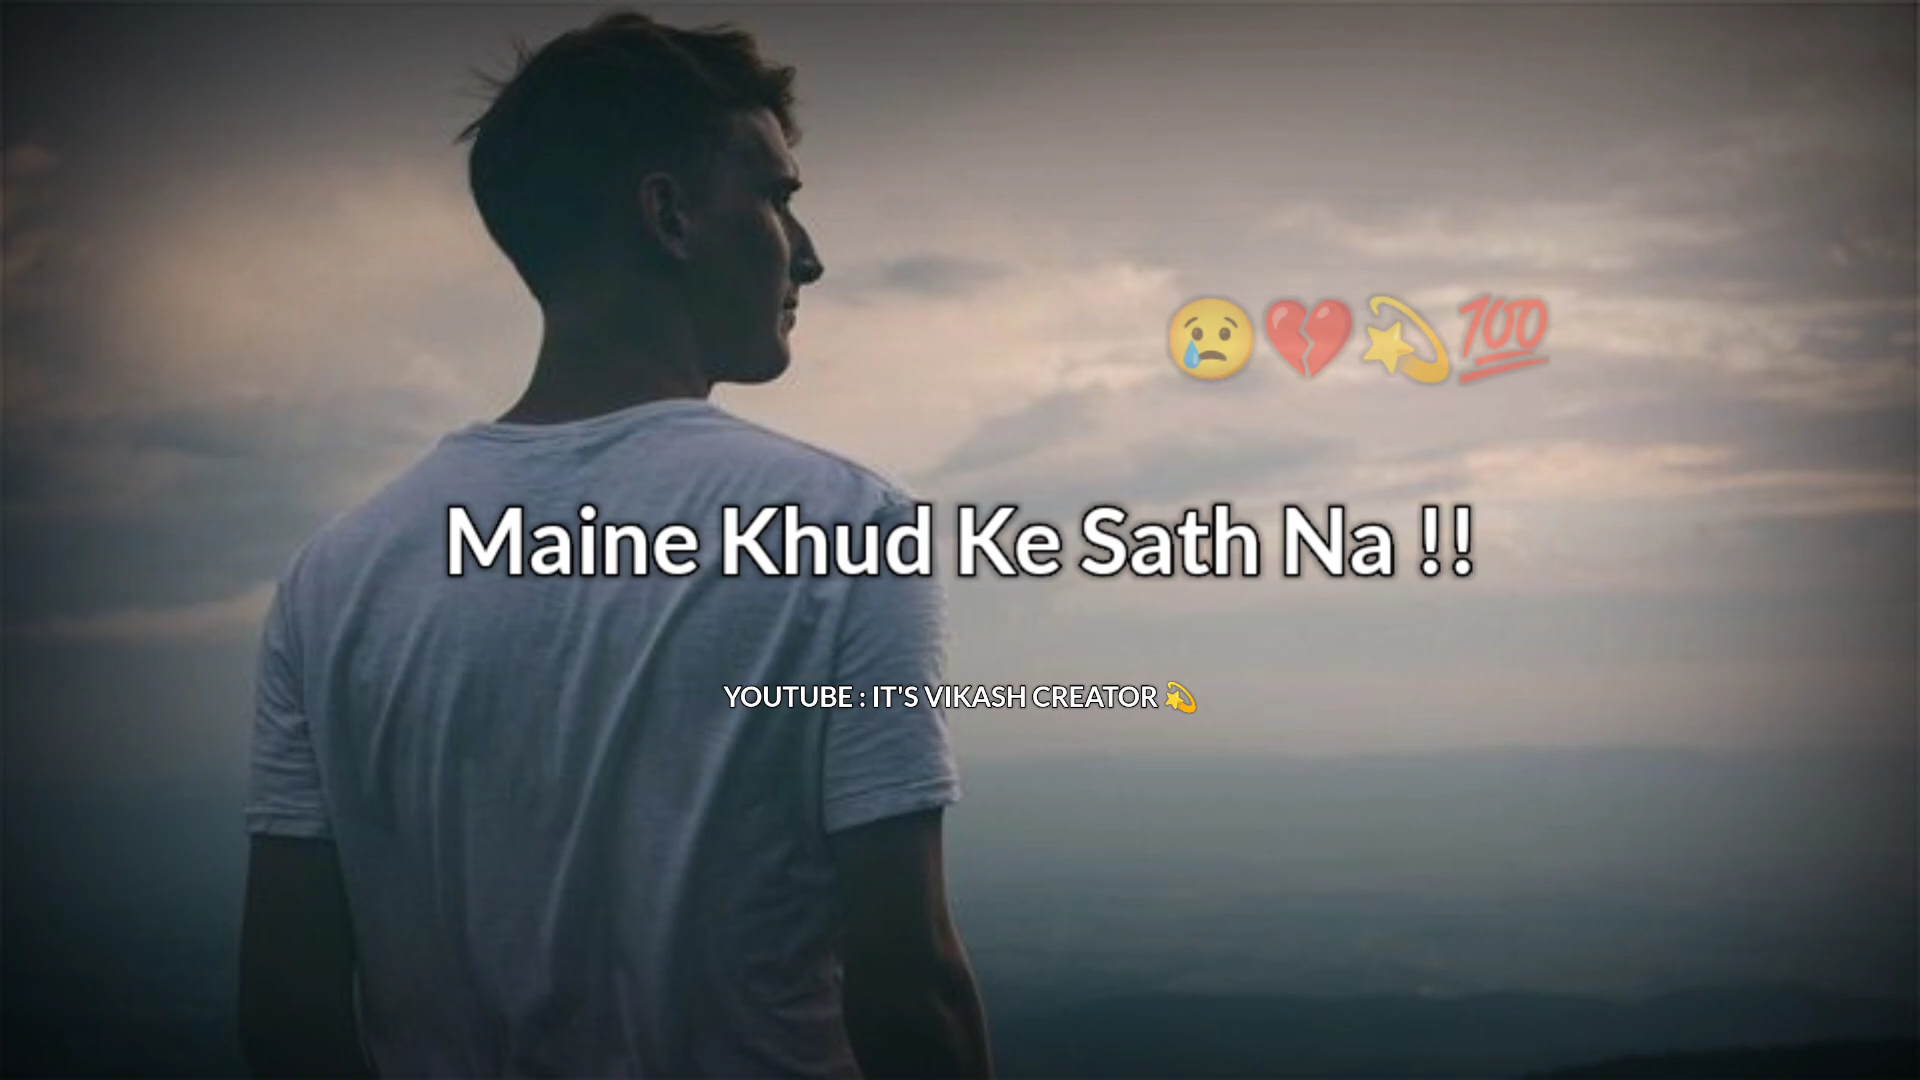 😢💔💫💯
Maine Khud Ke Sath Na !!
YOUTUBE : IT'S VIKASH CREATOR 💫